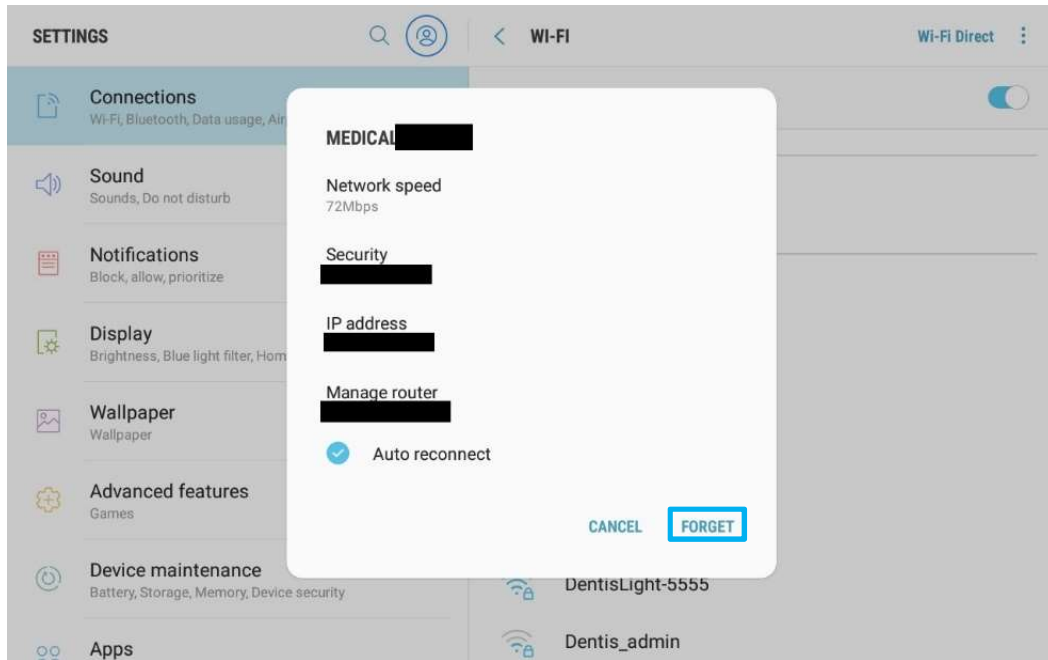 SETTINGS
Connections
Wi-Fi, Bluetooth, Data usage, Air
Sound
Sounds, Do not disturb
Notifications
Block, allow, prioritize
Display
Brightness, Blue light filter, Hom
Wallpaper
Wallpaper
Advanced features
Games
Device maintenance
Battery, Storage, Memory, Device security
Apps
WI-FI
Wi-Fi Direct
MEDICAL
Network speed
72Mbps
Security
IP address
Manage router
Auto reconnect
CANCEL FORGET
DentisLight-5555
Dentis_admin